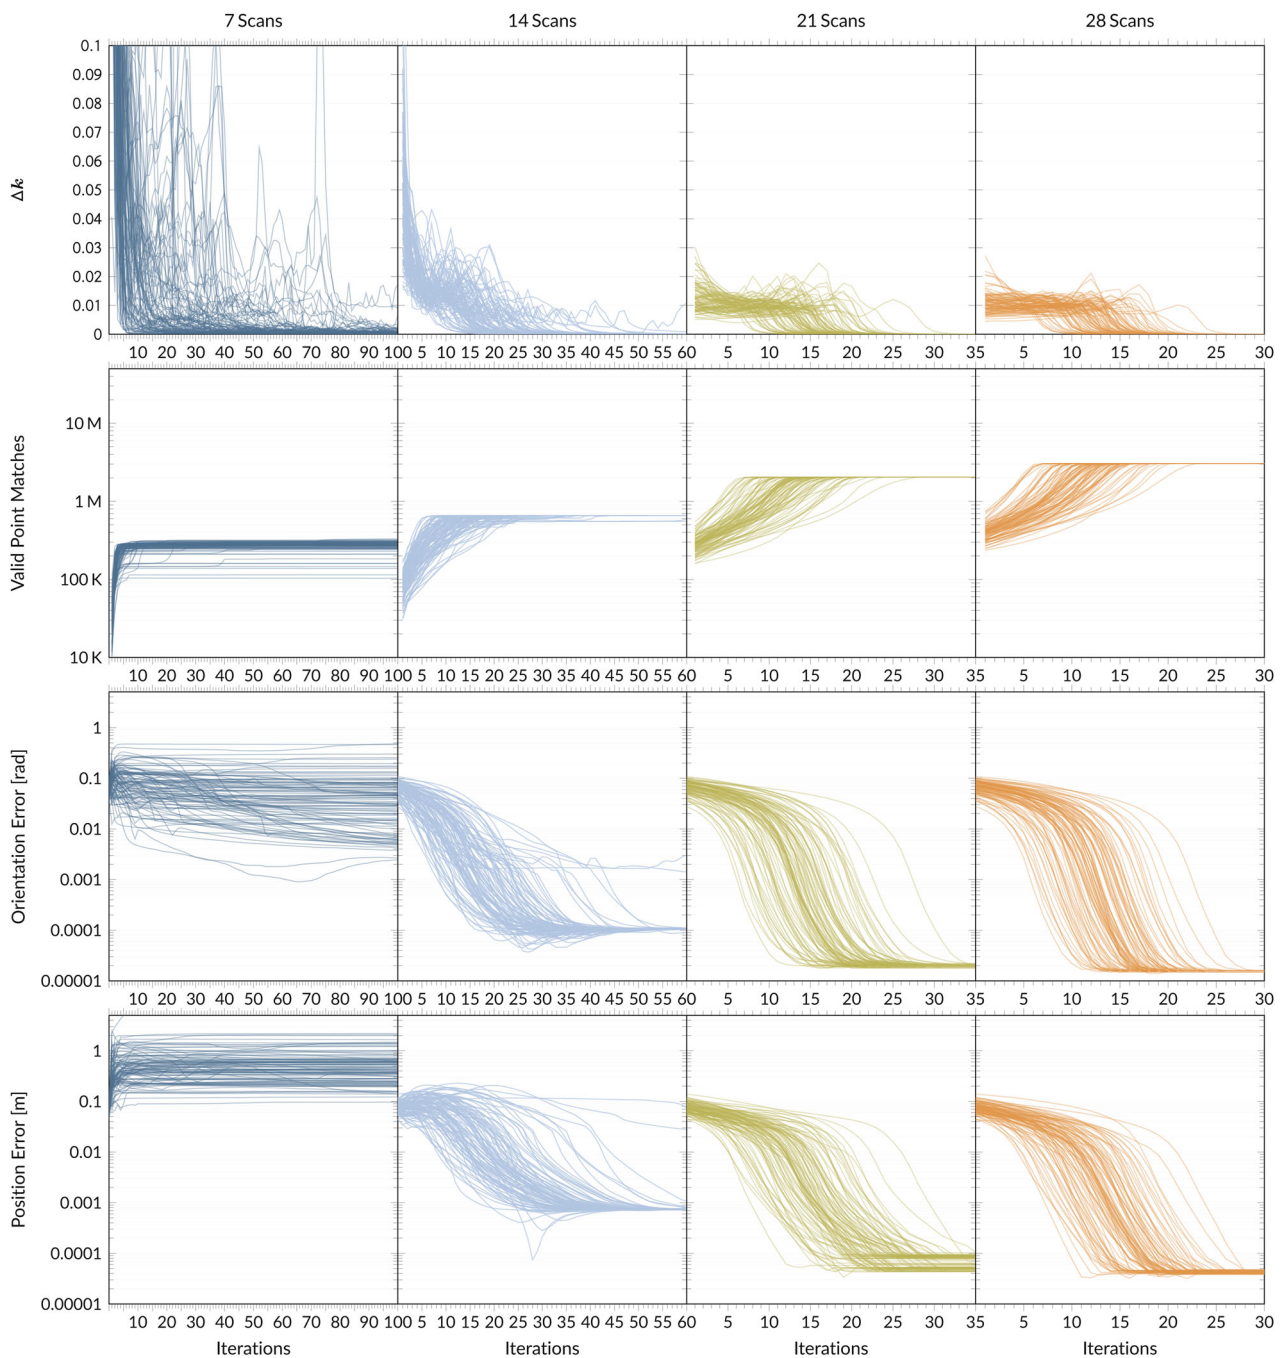 7 Scans 14 Scans 21 Scans 28 Scans
0.1
0.09
0.08
0.07
0.06
0.05
0.04
0.03
0.02
0.01
0
Δk
10 20 30 40 50 60 70 80 90 100 5 10 15 20 25 30 35 40 45 50 55 60 5 10 15 20 25 30 35 5 10 15 20 25 30
10 M
1 M
100 K
10 K
Valid Point Matches
10 20 30 40 50 60 70 80 90 100 5 10 15 20 25 30 35 40 45 50 55 60 5 10 15 20 25 30 35 5 10 15 20 25 30
1
0.1
0.01
0.001
0.0001
0.00001
Orientation Error [rad]
10 20 30 40 50 60 70 80 90 100 5 10 15 20 25 30 35 40 45 50 55 60 5 10 15 20 25 30 35 5 10 15 20 25 30
1
0.1
0.01
0.001
0.0001
0.00001
Position Error [m]
10 20 30 40 50 60 70 80 90 100 5 10 15 20 25 30 35 40 45 50 55 60 5 10 15 20 25 30 35 5 10 15 20 25 30
Iterations Iterations Iterations Iterations